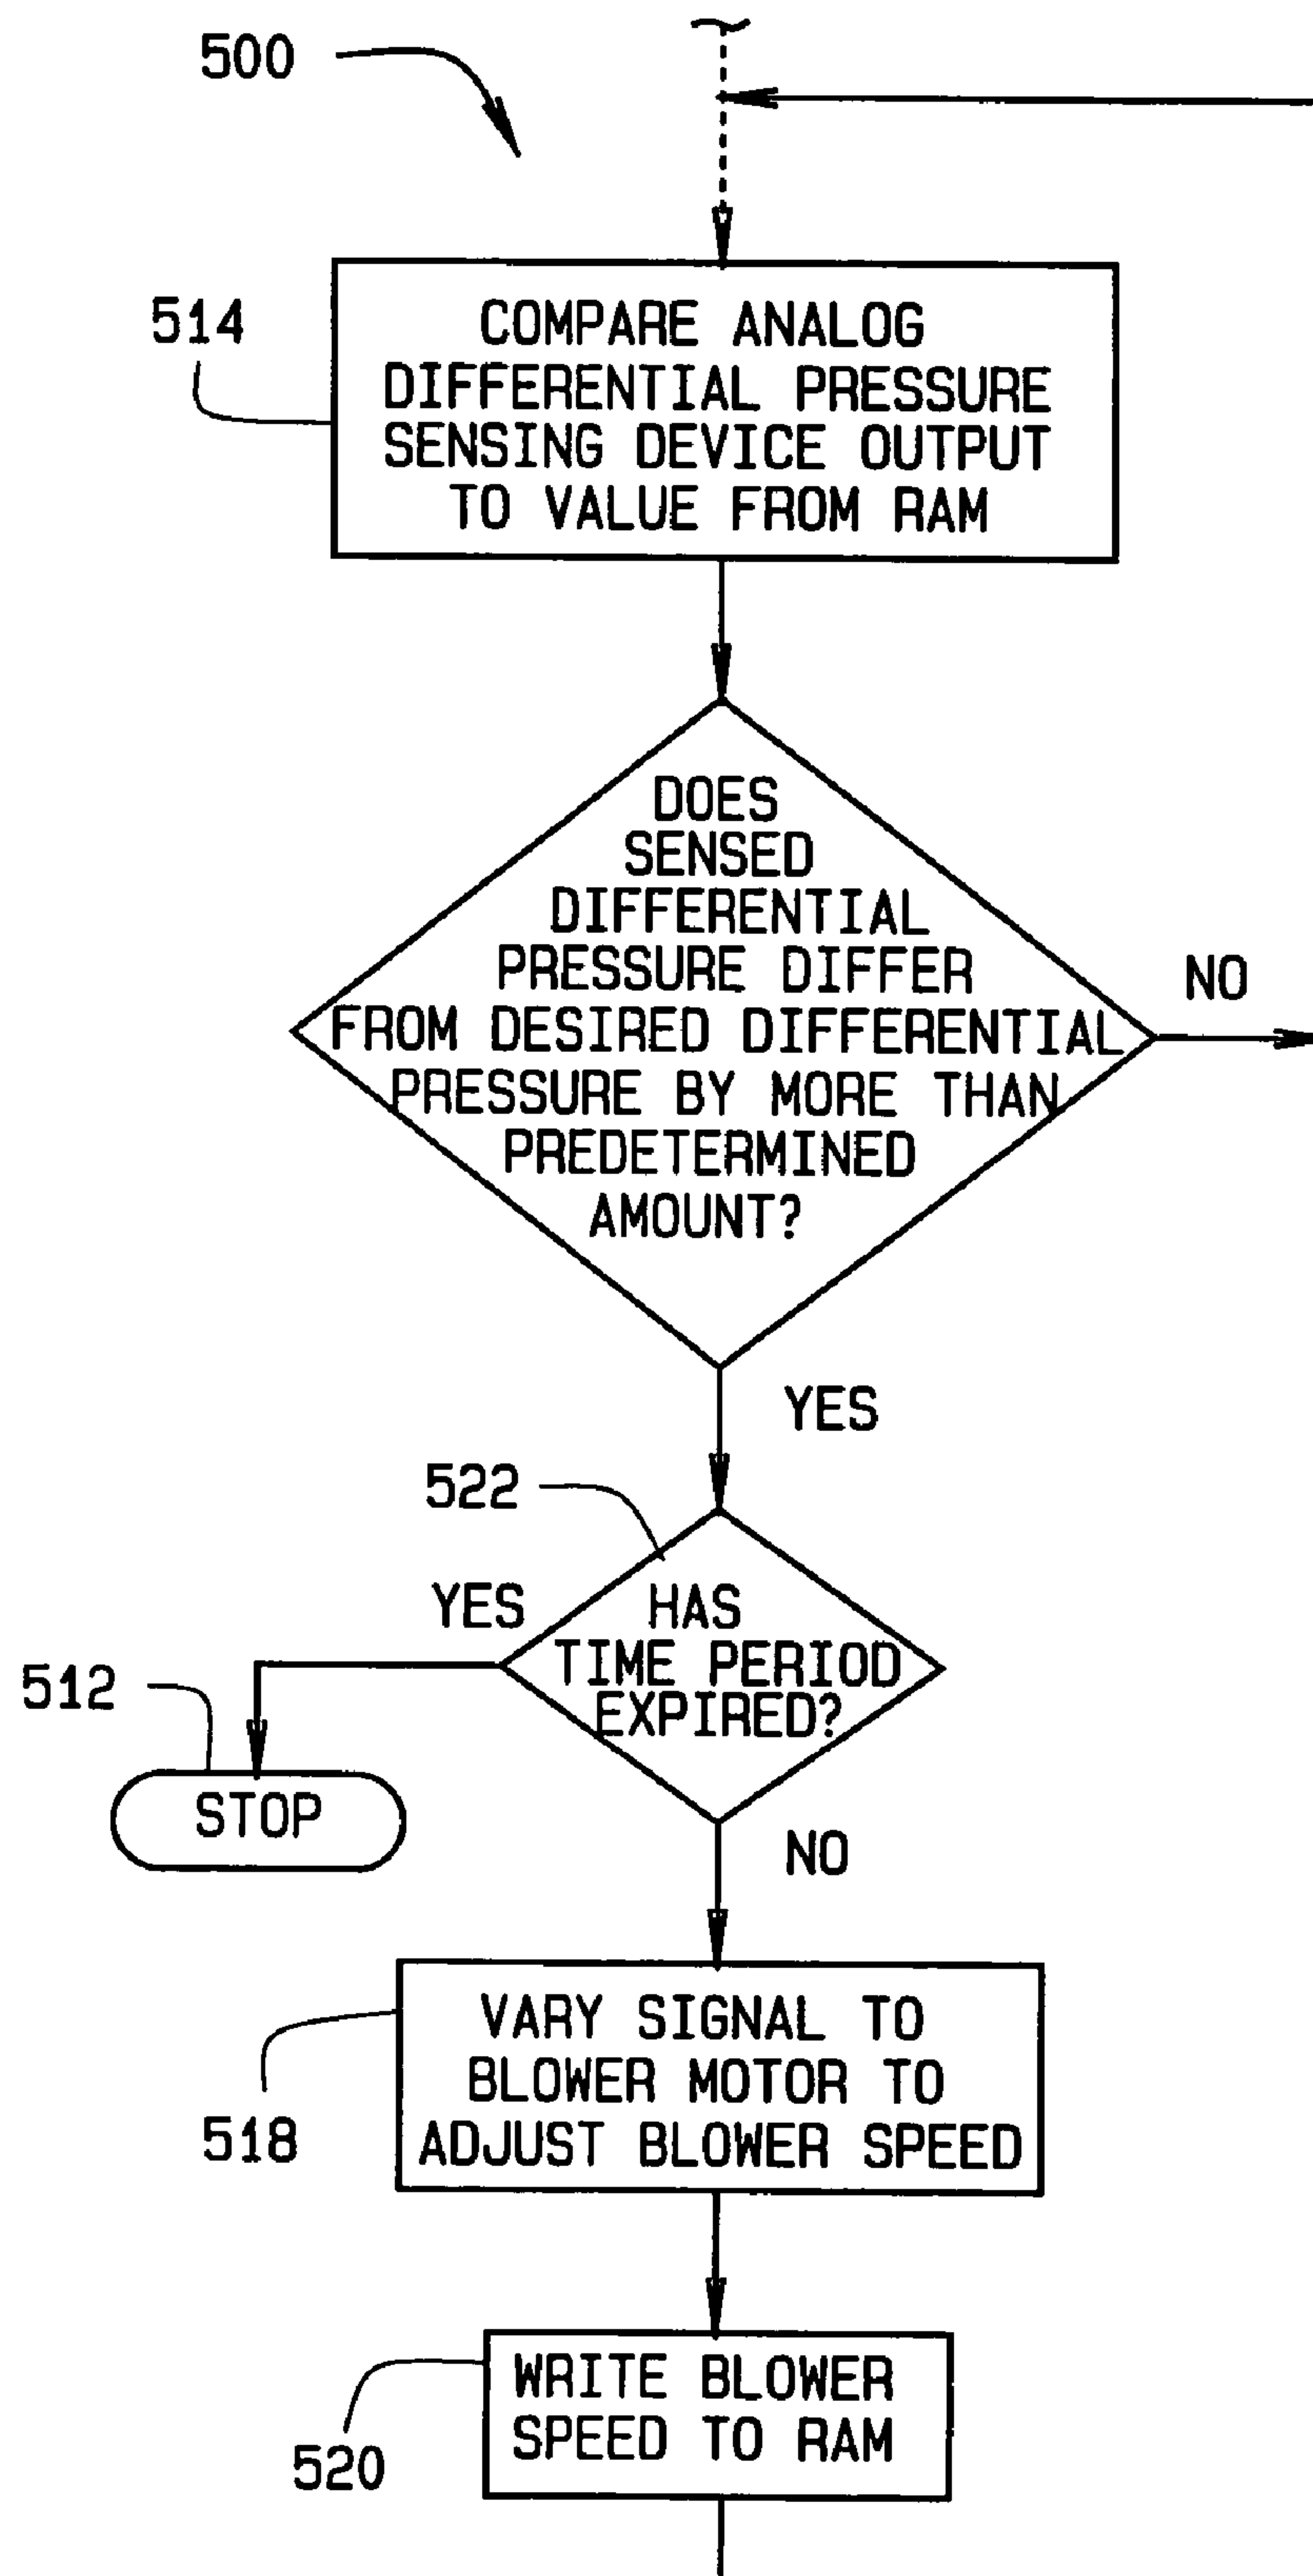 500
514
COMPARE ANALOG
DIFFERENTIAL PRESSURE
SENSING DEVICE OUTPUT
TO VALUE FROM RAM
DOES
SENSED
DIFFERENTIAL
PRESSURE DIFFER
FROM DESIRED DIFFERENTIAL
PRESSURE BY MORE THAN
PREDETERMINED
AMOUNT?
NO
YES
522
YES
HAS
TIME PERIOD
EXPIRED?
512
STOP
NO
VARY SIGNAL TO
BLOWER MOTOR TO
ADJUST BLOWER SPEED
518
WRITE BLOWER
SPEED TO RAM
520